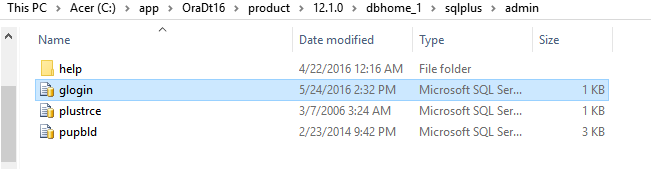 This PC > Acer (C:) > app > OraDt16 > product > 12.1.0 > dbhome_1 > sqlplus > admin
Name Date modified Type Size
help 4/22/2016 12:16 AM File folder
glogin 5/24/2016 2:32 PM Microsoft SQL Ser... 1 KB
plustrce 3/7/2006 3:24 AM Microsoft SQL Ser... 1 KB
pupbld 2/23/2014 9:42 PM Microsoft SQL Ser... 3 KB